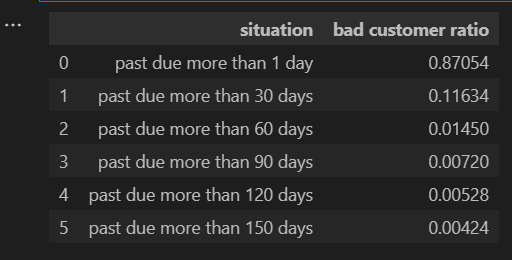 ...
situation bad customer ratio
0 past due more than 1 day 0.87054
1 past due more than 30 days 0.11634
2 past due more than 60 days 0.01450
3 past due more than 90 days 0.00720
4 past due more than 120 days 0.00528
5 past due more than 150 days 0.00424